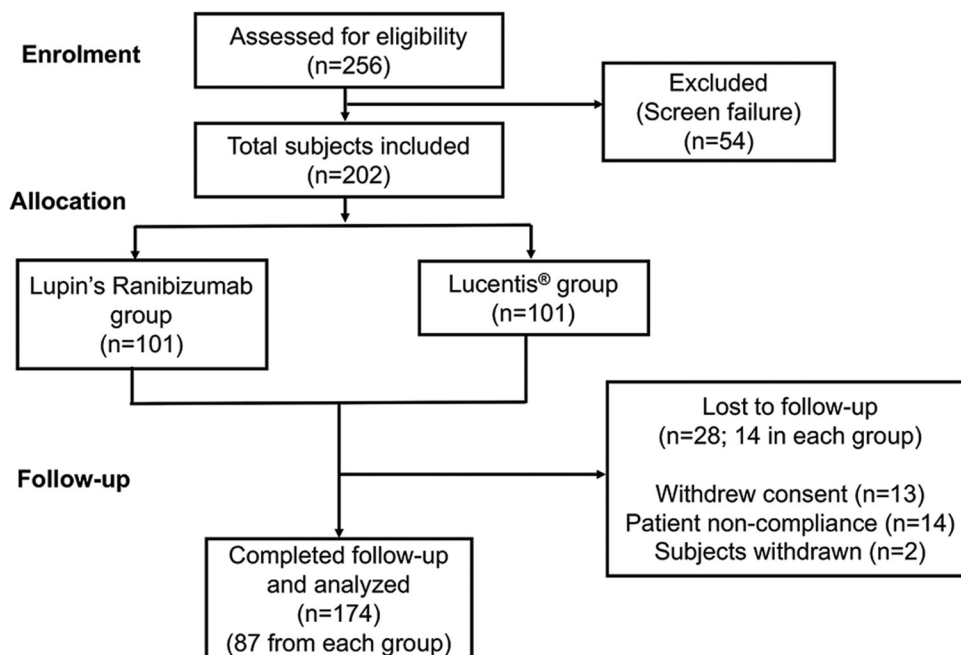 Enrolment
Assessed for eligibility
(n=256)
Excluded
(Screen failure)
(n=54)
Total subjects included
(n=202)
Allocation
Lupin's Ranibizumab
group
(n=101)
Lucentis® group
(n=101)
Lost to follow-up
(n=28; 14 in each group)
Withdrew consent (n=13)
Patient non-compliance (n=14)
Subjects withdrawn (n=2)
Follow-up
Completed follow-up
and analyzed
(n=174)
(87 from each group)